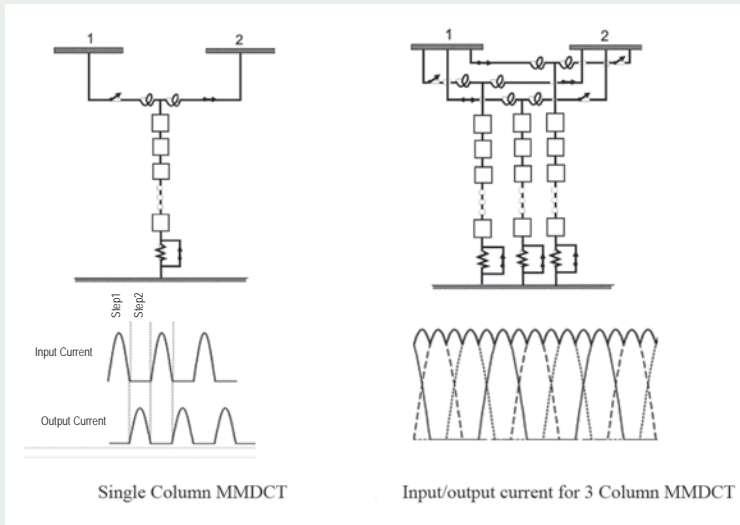 1
2
Step1
Step2
Input Current
Output Current
Single Column MMDCT
1
2
Input/output current for 3 Column MMDCT